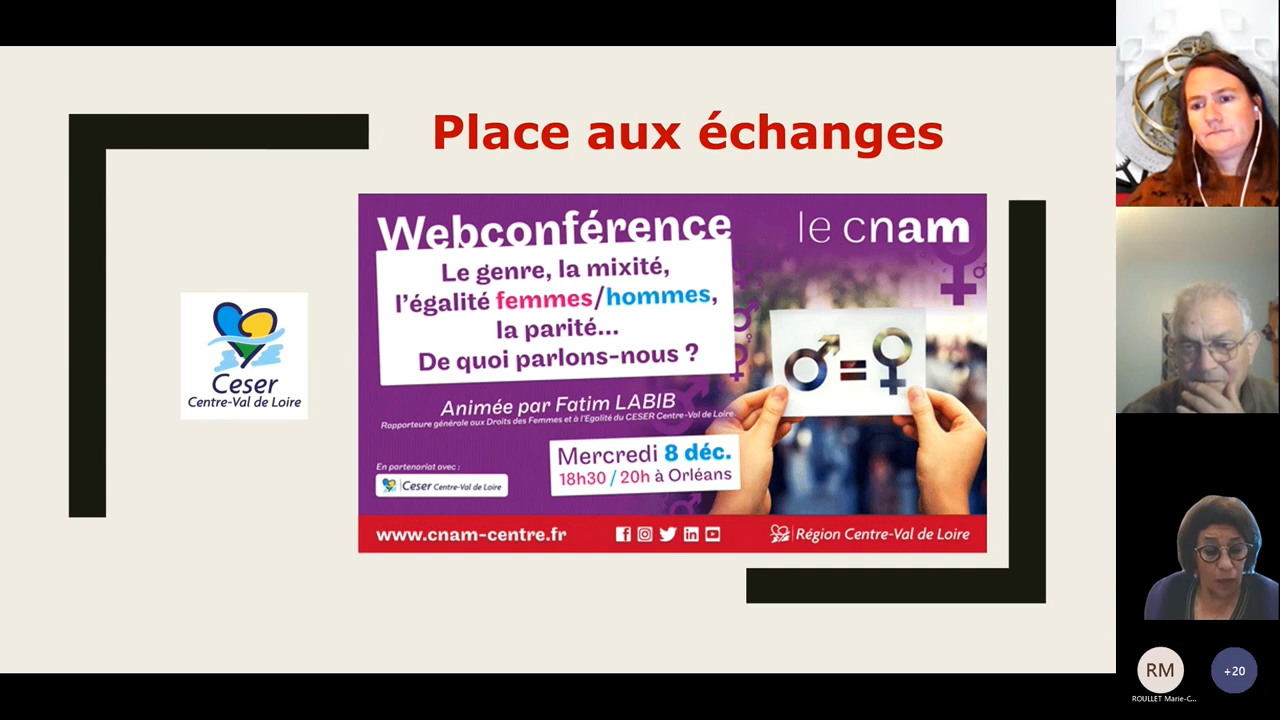 Place aux échanges
Webconférence
le cnam
Le genre, la mixité,
l'égalité femmes/hommes,
la parité...
De quoi parlons-nous ?
Animée par Fatim LABIB
Rapporteure générale aux Droits des Femmes et à l'Egalité du CESER Centre-Val de Loire
Mercredi 8 déc.
18h30 / 20h à Orléans
En partenariat avec :
Ceser Centre-Val de Loire
www.cnam-centre.fr
Région Centre-Val de Loire
Ceser
Centre-Val de Loire
RM
ROULLET Marie-C...
+20